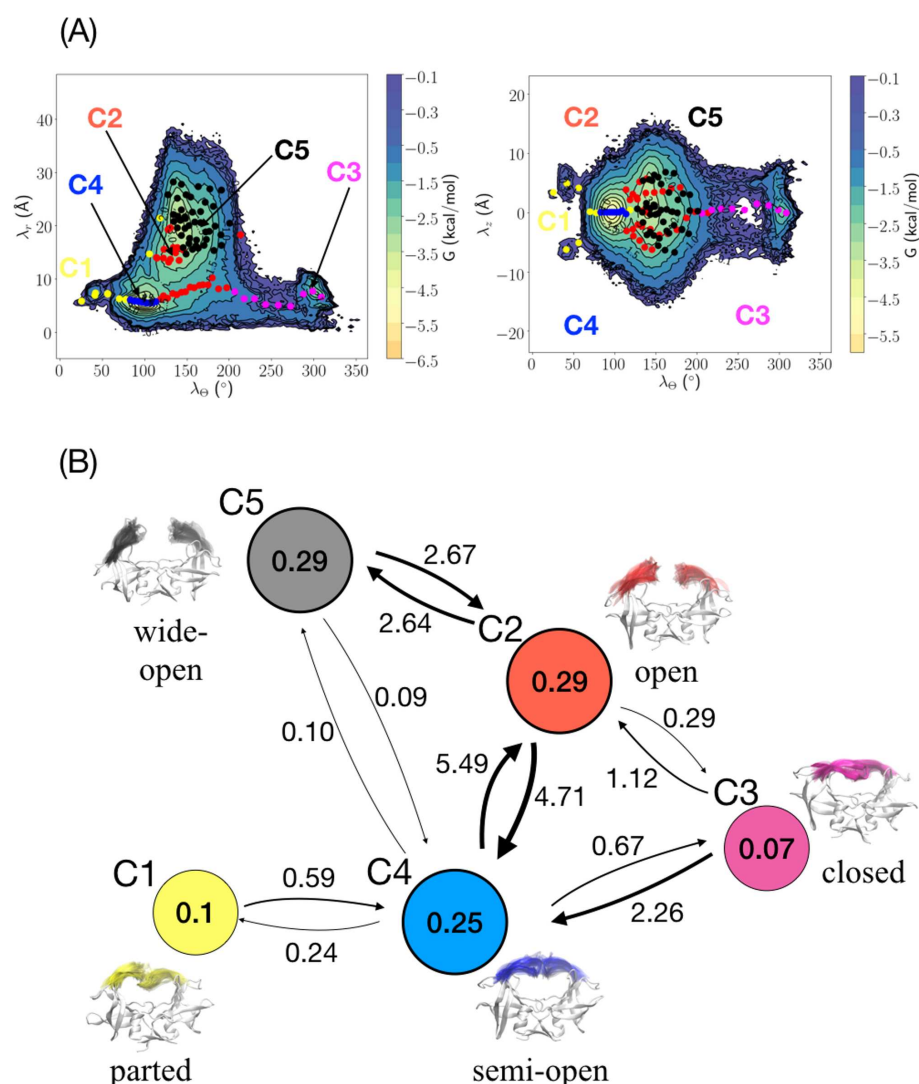 (A)
C2
C5
C4
C3
C1
40
30
20
10
0
λr (Å)
0 50 100 150 200 250 300 350
λΘ (°)
−0.1
−0.3
−0.5
−1.5
−2.5
−3.5
−4.5
−5.5
−6.5
G (kcal/mol)
C2
C5
C1
C4
C3
20
10
0
−10
−20
λz (Å)
0 50 100 150 200 250 300 350
λΘ (°)
−0.1
−0.3
−0.5
−1.5
−2.5
−3.5
−4.5
−5.5
G (kcal/mol)
(B)
C5
0.29
wide-
open
2.67
2.64
C2
0.29
open
0.09
0.10
5.49
4.71
0.29
1.12
C3
0.07
closed
0.67
2.26
C1
0.1
parted
0.59
0.24
C4
0.25
semi-open